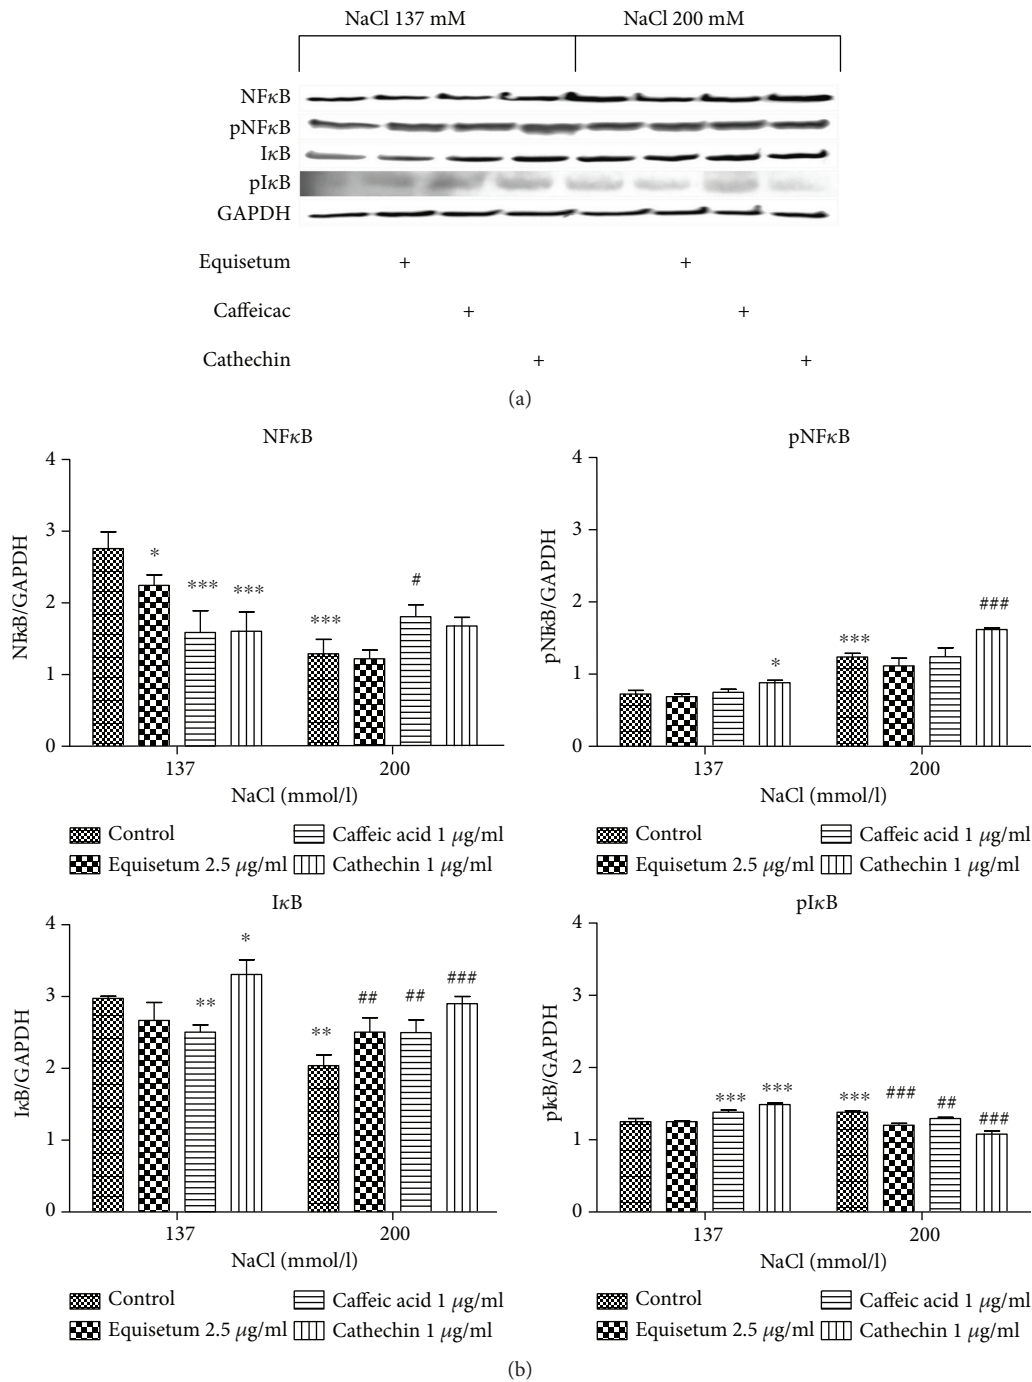 NaCl 137 mM NaCl 200 mM
NFκB
pNFκB
IκB
pIκB
GAPDH
Equisetum + +
Caffeicac + +
Cathechin + +
(a)
NFκB
NFκB/GAPDH
4
3
2
1
0
* *** *** *** #
137 200
NaCl (mmol/l)
Control Caffeic acid 1 μg/ml
Equisetum 2.5 μg/ml Cathechin 1 μg/ml
pNFκB
pNFκB/GAPDH
4
3
2
1
0
* *** ###
137 200
NaCl (mmol/l)
Control Caffeic acid 1 μg/ml
Equisetum 2.5 μg/ml Cathechin 1 μg/ml
IκB
IκB/GAPDH
4
3
2
1
0
** * ** ## ## ###
137 200
NaCl (mmol/l)
Control Caffeic acid 1 μg/ml
Equisetum 2.5 μg/ml Cathechin 1 μg/ml
pIκB
pIκB/GAPDH
4
3
2
1
0
*** *** *** ### ## ###
137 200
NaCl (mmol/l)
Control Caffeic acid 1 μg/ml
Equisetum 2.5 μg/ml Cathechin 1 μg/ml
(b)